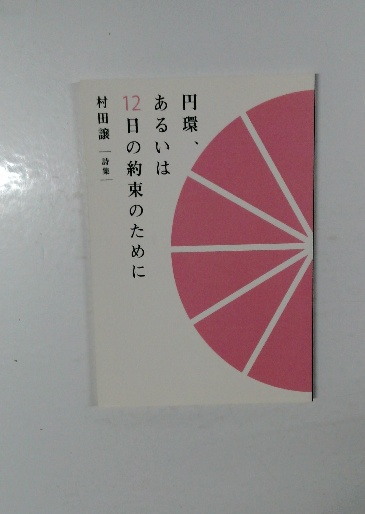 円環、
あるいは
12日の約束のために
村田譲
詩集